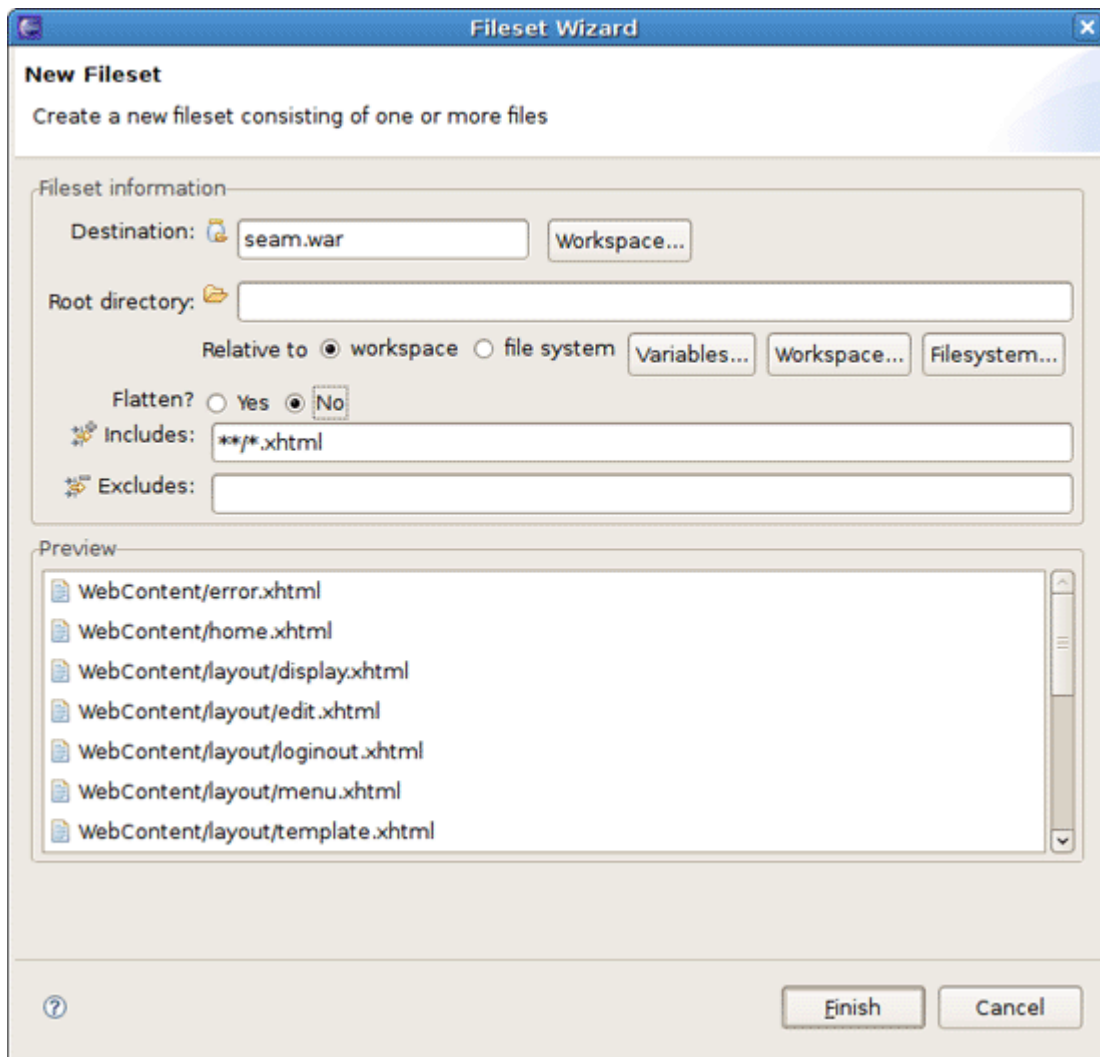 Fileset Wizard
New Fileset
Create a new fileset consisting of one or more files
Fileset information
Destination: seam.war Workspace...
Root directory:
Relative to workspace file system Variables... Workspace... Filesystem...
Flatten? Yes No
Includes: **/*.xhtml
Excludes:
Preview
WebContent/error.xhtml
WebContent/home.xhtml
WebContent/layout/display.xhtml
WebContent/layout/edit.xhtml
WebContent/layout/loginout.xhtml
WebContent/layout/menu.xhtml
WebContent/layout/template.xhtml
? Finish Cancel